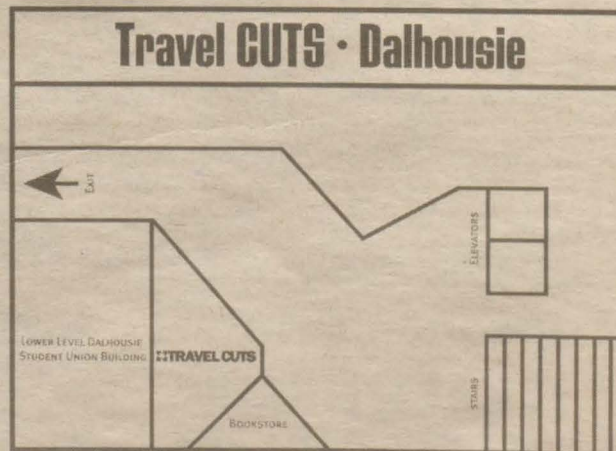 Travel CUTS · Dalhousie
EXIT
ELEVATORS
LOWER LEVEL DALHOUSIE
STUDENT UNION BUILDING
TRAVEL CUTS
BOOKSTORE
STAIRS